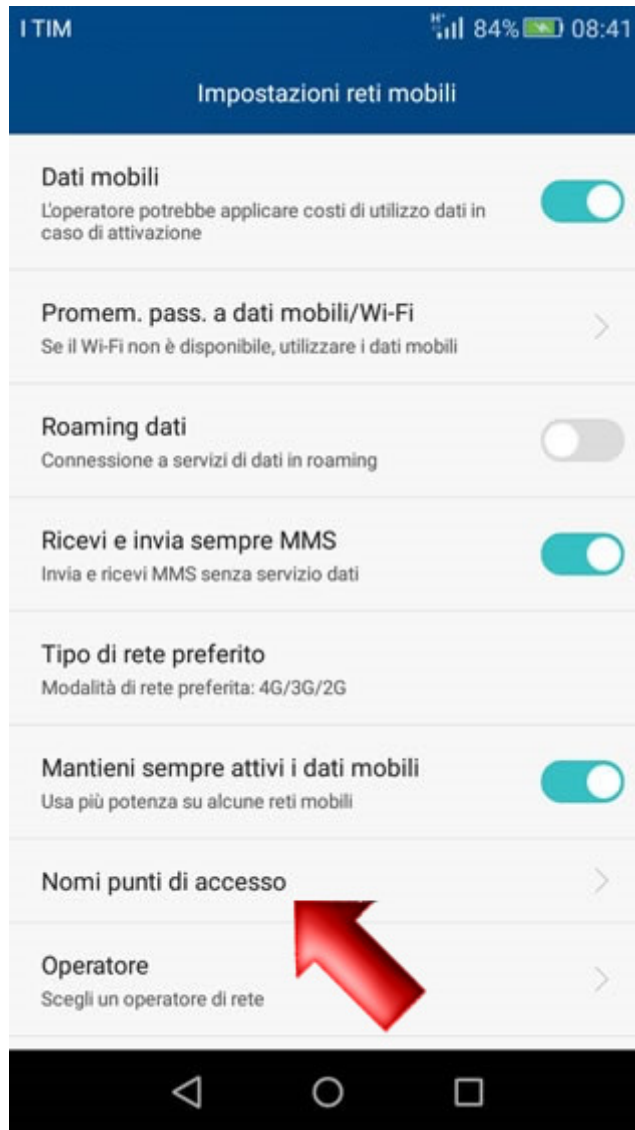 I TIM H+ 84% 08:41
Impostazioni reti mobili
Dati mobili
L'operatore potrebbe applicare costi di utilizzo dati in
caso di attivazione
Promem. pass. a dati mobili/Wi-Fi
Se il Wi-Fi non è disponibile, utilizzare i dati mobili
Roaming dati
Connessione a servizi di dati in roaming
Ricevi e invia sempre MMS
Invia e ricevi MMS senza servizio dati
Tipo di rete preferito
Modalità di rete preferita: 4G/3G/2G
Mantieni sempre attivi i dati mobili
Usa più potenza su alcune reti mobili
Nomi punti di accesso
Operatore
Scegli un operatore di rete